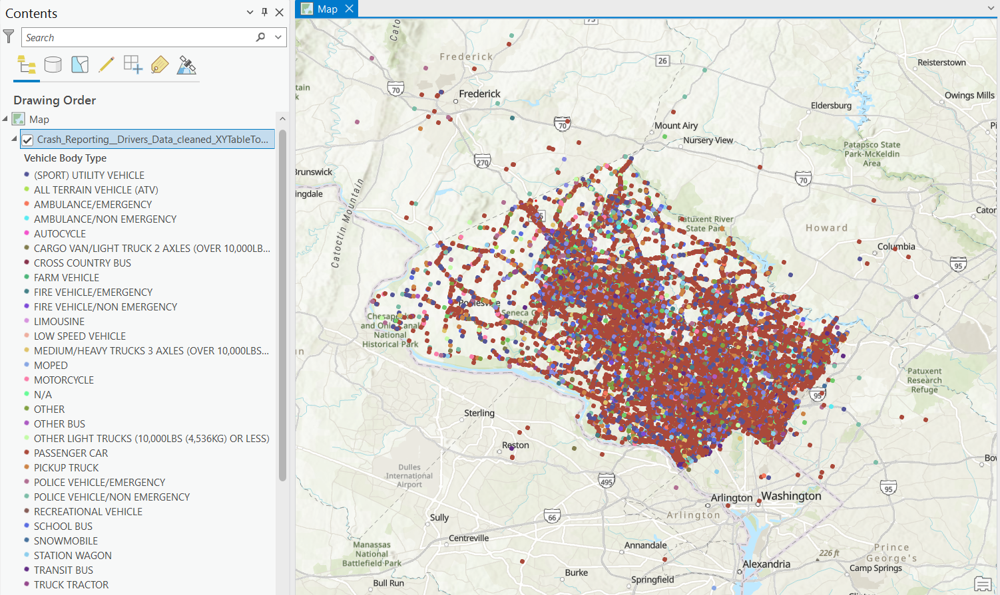 Contents
Search
Drawing Order
Map
Crash_Reporting__Drivers_Data_cleaned_XYTableTo...
Vehicle Body Type
(SPORT) UTILITY VEHICLE
ALL TERRAIN VEHICLE (ATV)
AMBULANCE/EMERGENCY
AMBULANCE/NON EMERGENCY
AUTOCYCLE
CARGO VAN/LIGHT TRUCK 2 AXLES (OVER 10,000LB...
CROSS COUNTRY BUS
FARM VEHICLE
FIRE VEHICLE/EMERGENCY
FIRE VEHICLE/NON EMERGENCY
LIMOUSINE
LOW SPEED VEHICLE
MEDIUM/HEAVY TRUCKS 3 AXLES (OVER 10,000LBS...
MOPED
MOTORCYCLE
N/A
OTHER
OTHER BUS
OTHER LIGHT TRUCKS (10,000LBS (4,536KG) OR LESS)
PASSENGER CAR
PICKUP TRUCK
POLICE VEHICLE/EMERGENCY
POLICE VEHICLE/NON EMERGENCY
RECREATIONAL VEHICLE
SCHOOL BUS
SNOWMOBILE
STATION WAGON
TRANSIT BUS
TRUCK TRACTOR
Map
Cato
Frederick
26
Reisterstown
70
tain
Park
Frederick
Owings Mills
Eldersburg
70
Mount Airy
Pi
Nursery View
Patapsco State
Park-McKeldin
Area
270
Brunswick
70
ingdale
Catoctin Mountain
Cator
Patuxent River
State Park
Howard
Columbia
95
Poolesville
Chesapeake
and Ohio Canal
National
Historical Park
Seneca
an
Patuxent
Research
Refuge
95
Sterling
Reston
Bo
Dulles
International
Airport
495
95
Arlington
Washington
Arlington
66
Sully
Centreville
Manassas
National
Battlefield Park
Annandale
226 ft
Prince
George's
Alexandria
Camp Springs
Burke
Springfield
Bull Run